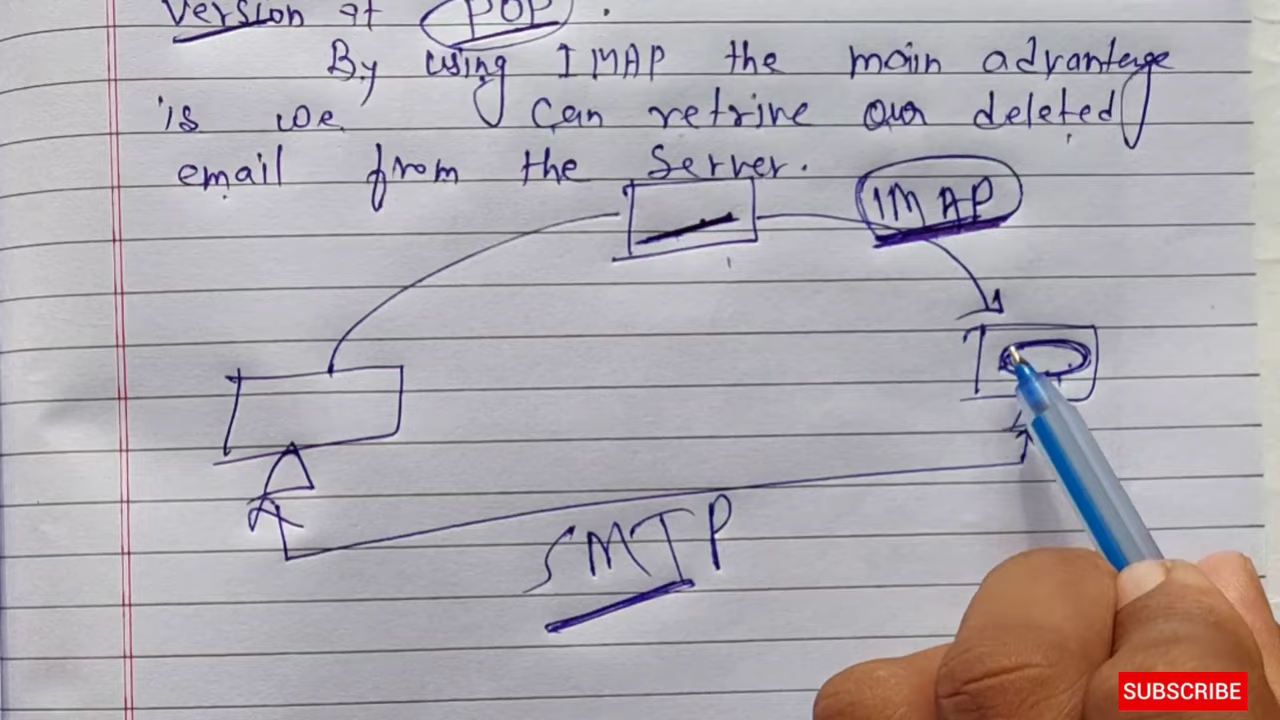 version of POP.
By using IMAP the main advantage
is we can retrive our deleted
email from the server.
IMAP
SMTP
SUBSCRIBE